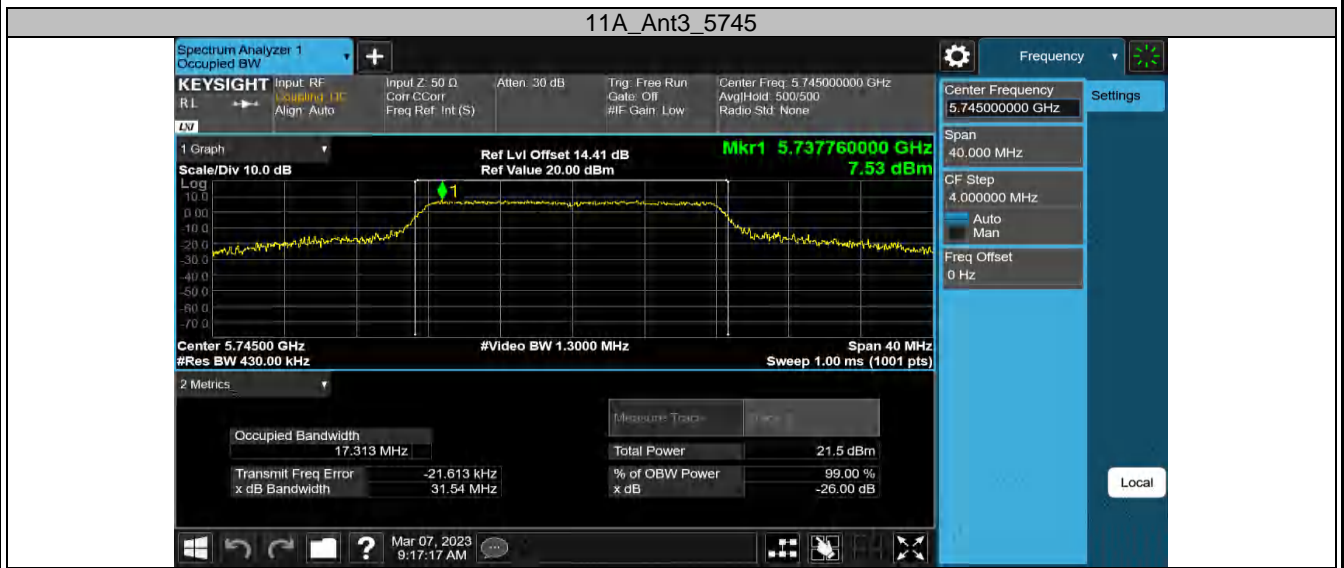 11A_Ant3_5745
Spectrum Analyzer 1
Occupied BW
+
Frequency
KEYSIGHT
Input: RF
Input Z: 50 Ω
Atten: 30 dB
Trig: Free Run
Center Freq: 5.745000000 GHz
RL
Coupling: DC
Corr CCorr
Gate: Off
Avg|Hold: 500/500
Align: Auto
Freq Ref: Int (S)
#IF Gain: Low
Radio Std: None
LXI
Center Frequency
5.745000000 GHz
Settings
Span
40.000 MHz
CF Step
4.000000 MHz
Auto
Man
Freq Offset
0 Hz
1 Graph
Ref Lvl Offset 14.41 dB
Mkr1 5.737760000 GHz
Scale/Div 10.0 dB
Ref Value 20.00 dBm
7.53 dBm
Log
1
10.0
0.00
-10.0
-20.0
-30.0
-40.0
-50.0
-60.0
-70.0
Center 5.74500 GHz
#Video BW 1.3000 MHz
Span 40 MHz
#Res BW 430.00 kHz
Sweep 1.00 ms (1001 pts)
2 Metrics
Measure Trace
Occupied Bandwidth
17.313 MHz
Total Power
21.5 dBm
Transmit Freq Error
-21.613 kHz
% of OBW Power
99.00 %
x dB Bandwidth
31.54 MHz
x dB
-26.00 dB
Local
?
Mar 07, 2023
9:17:17 AM